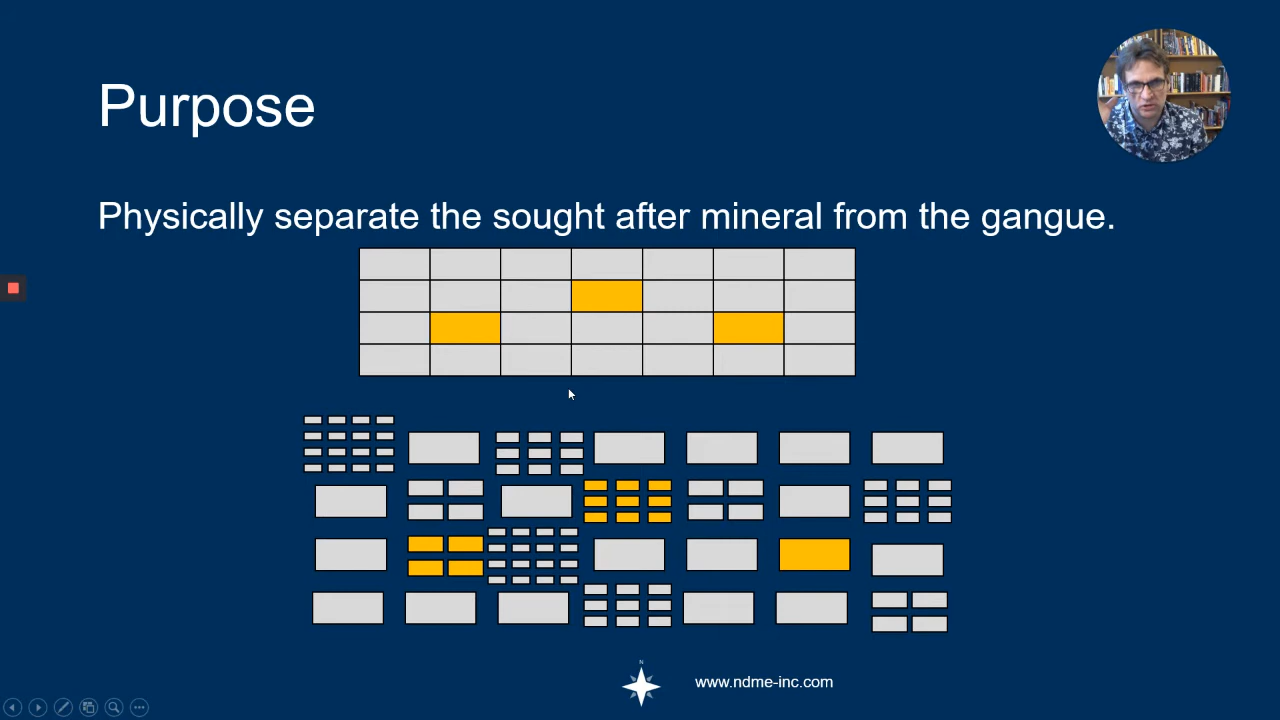 Purpose
Physically separate the sought after mineral from the gangue.
N
www.ndme-inc.com